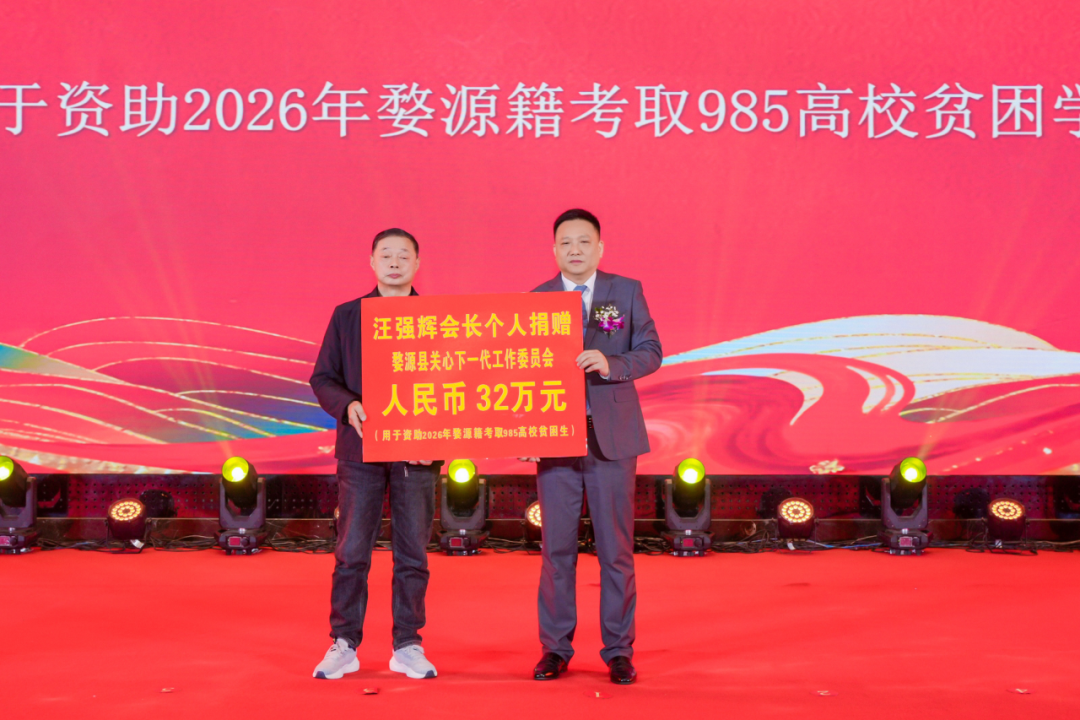 于资助2026年婺源籍考取985高校贫困学
汪强辉会长个人捐赠
婺源县关心下一代工作委员会
人民币 32万元
(用于资助2026年婺源籍考取985高校贫困生)